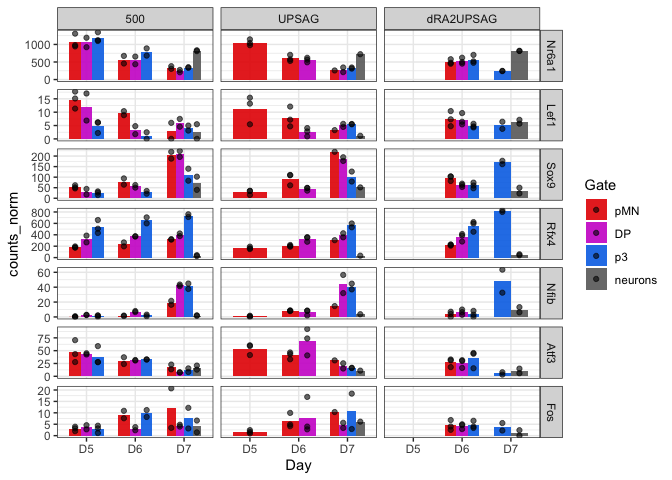 500 UPSAG dRA2UPSAG
1000
500
0
Nr6a1
15
10
5
0
Lef1
200
150
100
50
0
Sox9
800
600
400
200
0
Rfx4
60
40
20
0
Nfib
75
50
25
0
Atf3
20
15
10
5
0
Fos
counts_norm
D5 D6 D7 D5 D6 D7 D5 D6 D7
Day
Gate
pMN
DP
p3
neurons